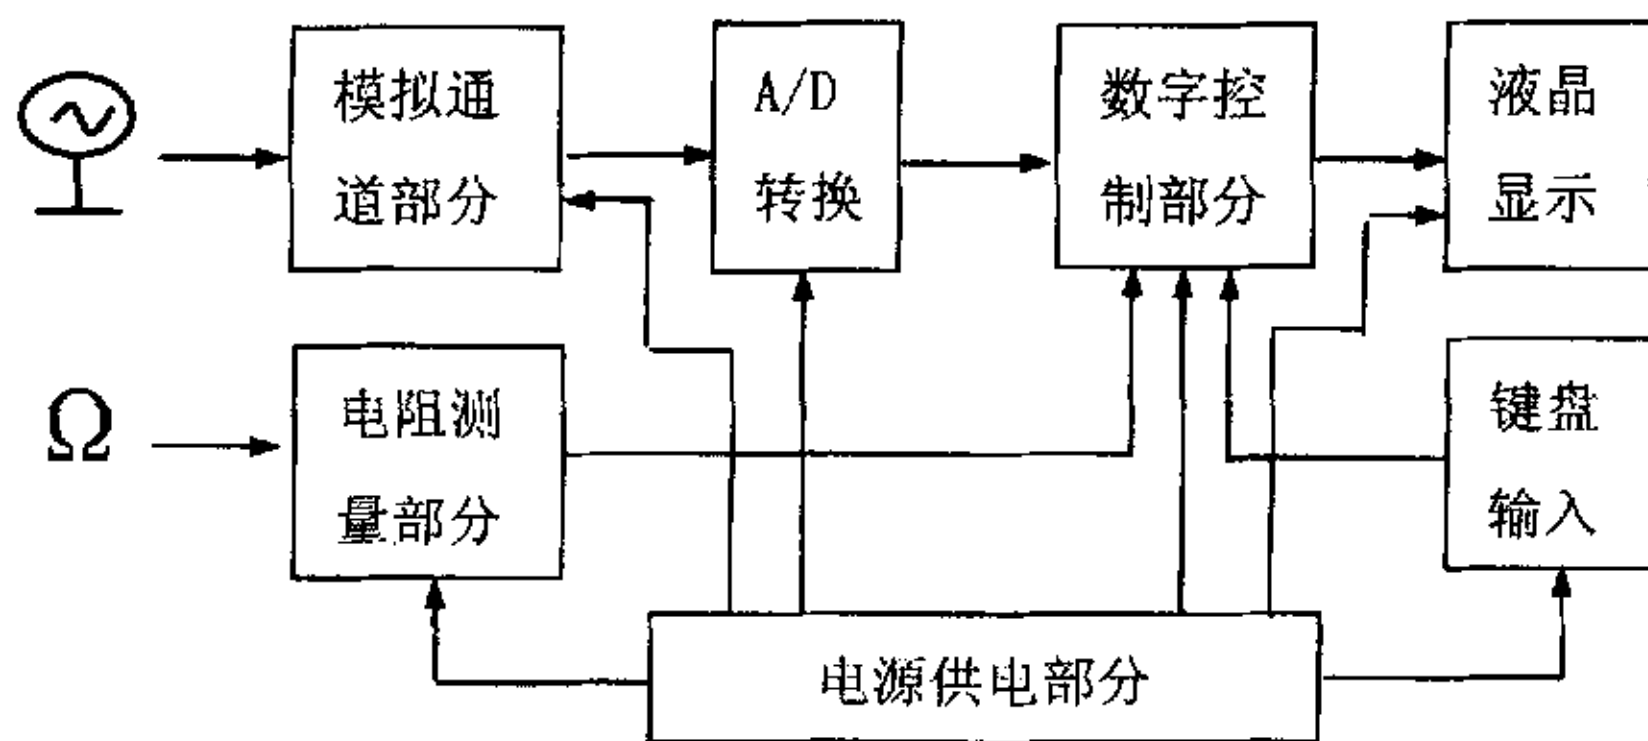 模拟通
道部分
A/D
转换
数字控
制部分
液晶
显示
Ω
电阻测
量部分
键盘
输入
电源供电部分